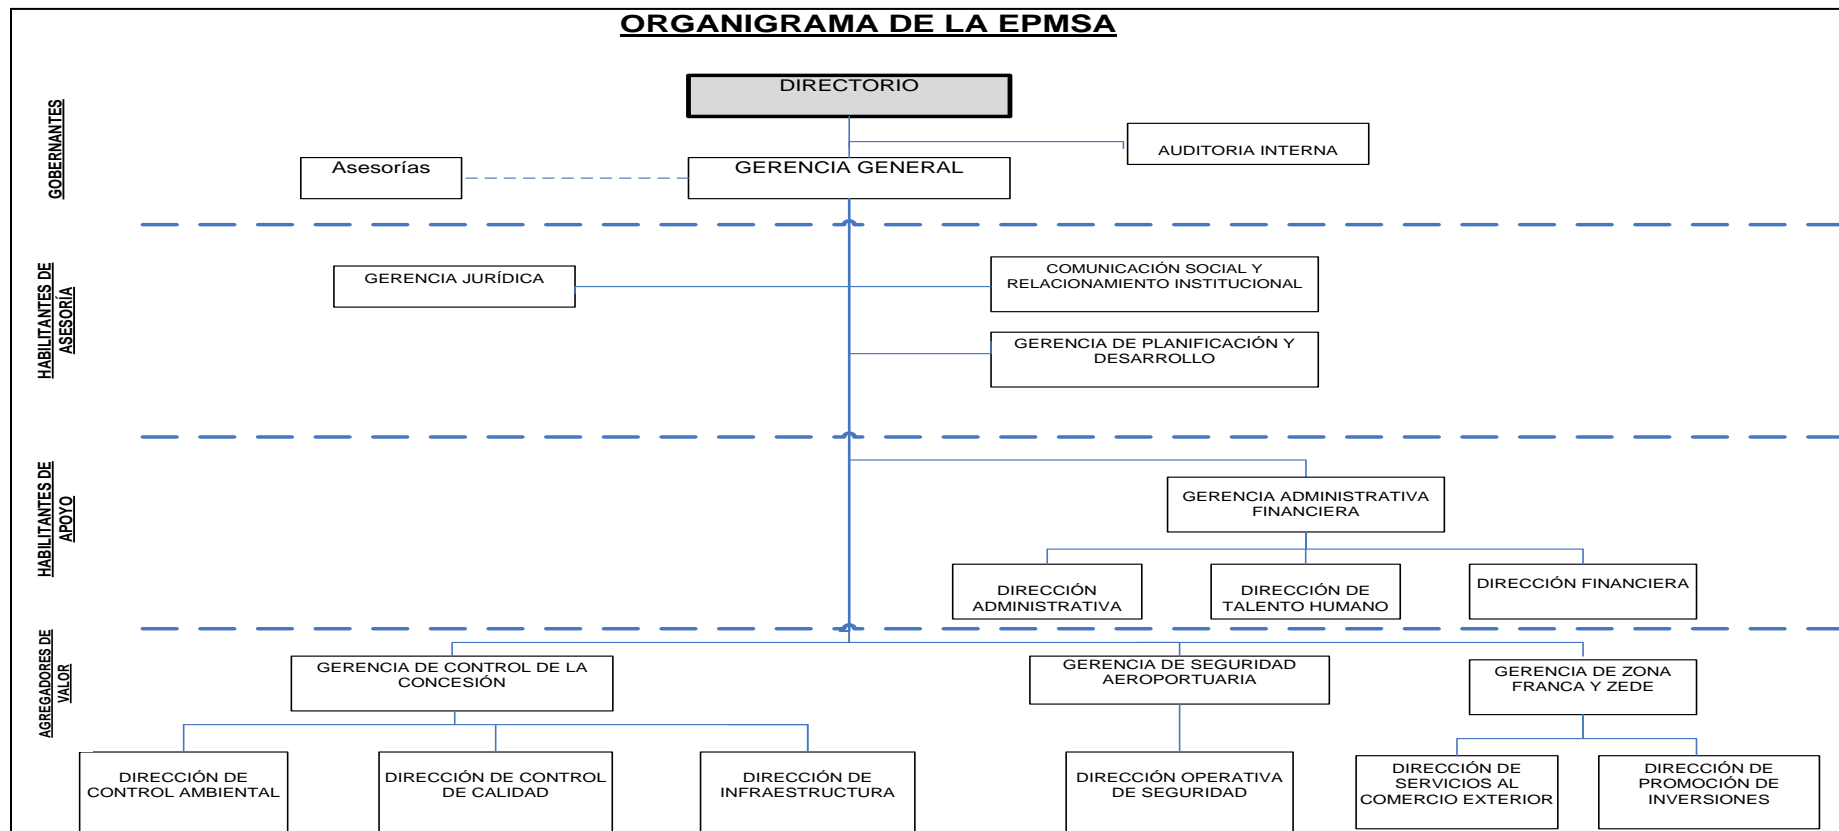 ORGANIGRAMA DE LA EPMSA
GOBERNANTES
DIRECTORIO
AUDITORIA INTERNA
Asesorías
GERENCIA GENERAL
HABILITANTES DE
ASESORÍA
GERENCIA JURÍDICA
COMUNICACIÓN SOCIAL Y
RELACIONAMIENTO INSTITUCIONAL
GERENCIA DE PLANIFICACIÓN Y
DESARROLLO
HABILITANTES DE
APOYO
GERENCIA ADMINISTRATIVA
FINANCIERA
DIRECCIÓN
ADMINISTRATIVA
DIRECCIÓN DE
TALENTO HUMANO
DIRECCIÓN FINANCIERA
AGREGADORES DE
VALOR
GERENCIA DE CONTROL DE LA
CONCESIÓN
GERENCIA DE SEGURIDAD
AEROPORTUARIA
GERENCIA DE ZONA
FRANCA Y ZEDE
DIRECCIÓN DE
CONTROL AMBIENTAL
DIRECCIÓN DE CONTROL
DE CALIDAD
DIRECCIÓN DE
INFRAESTRUCTURA
DIRECCIÓN OPERATIVA
DE SEGURIDAD
DIRECCIÓN DE
SERVICIOS AL
COMERCIO EXTERIOR
DIRECCIÓN DE
PROMOCIÓN DE
INVERSIONES